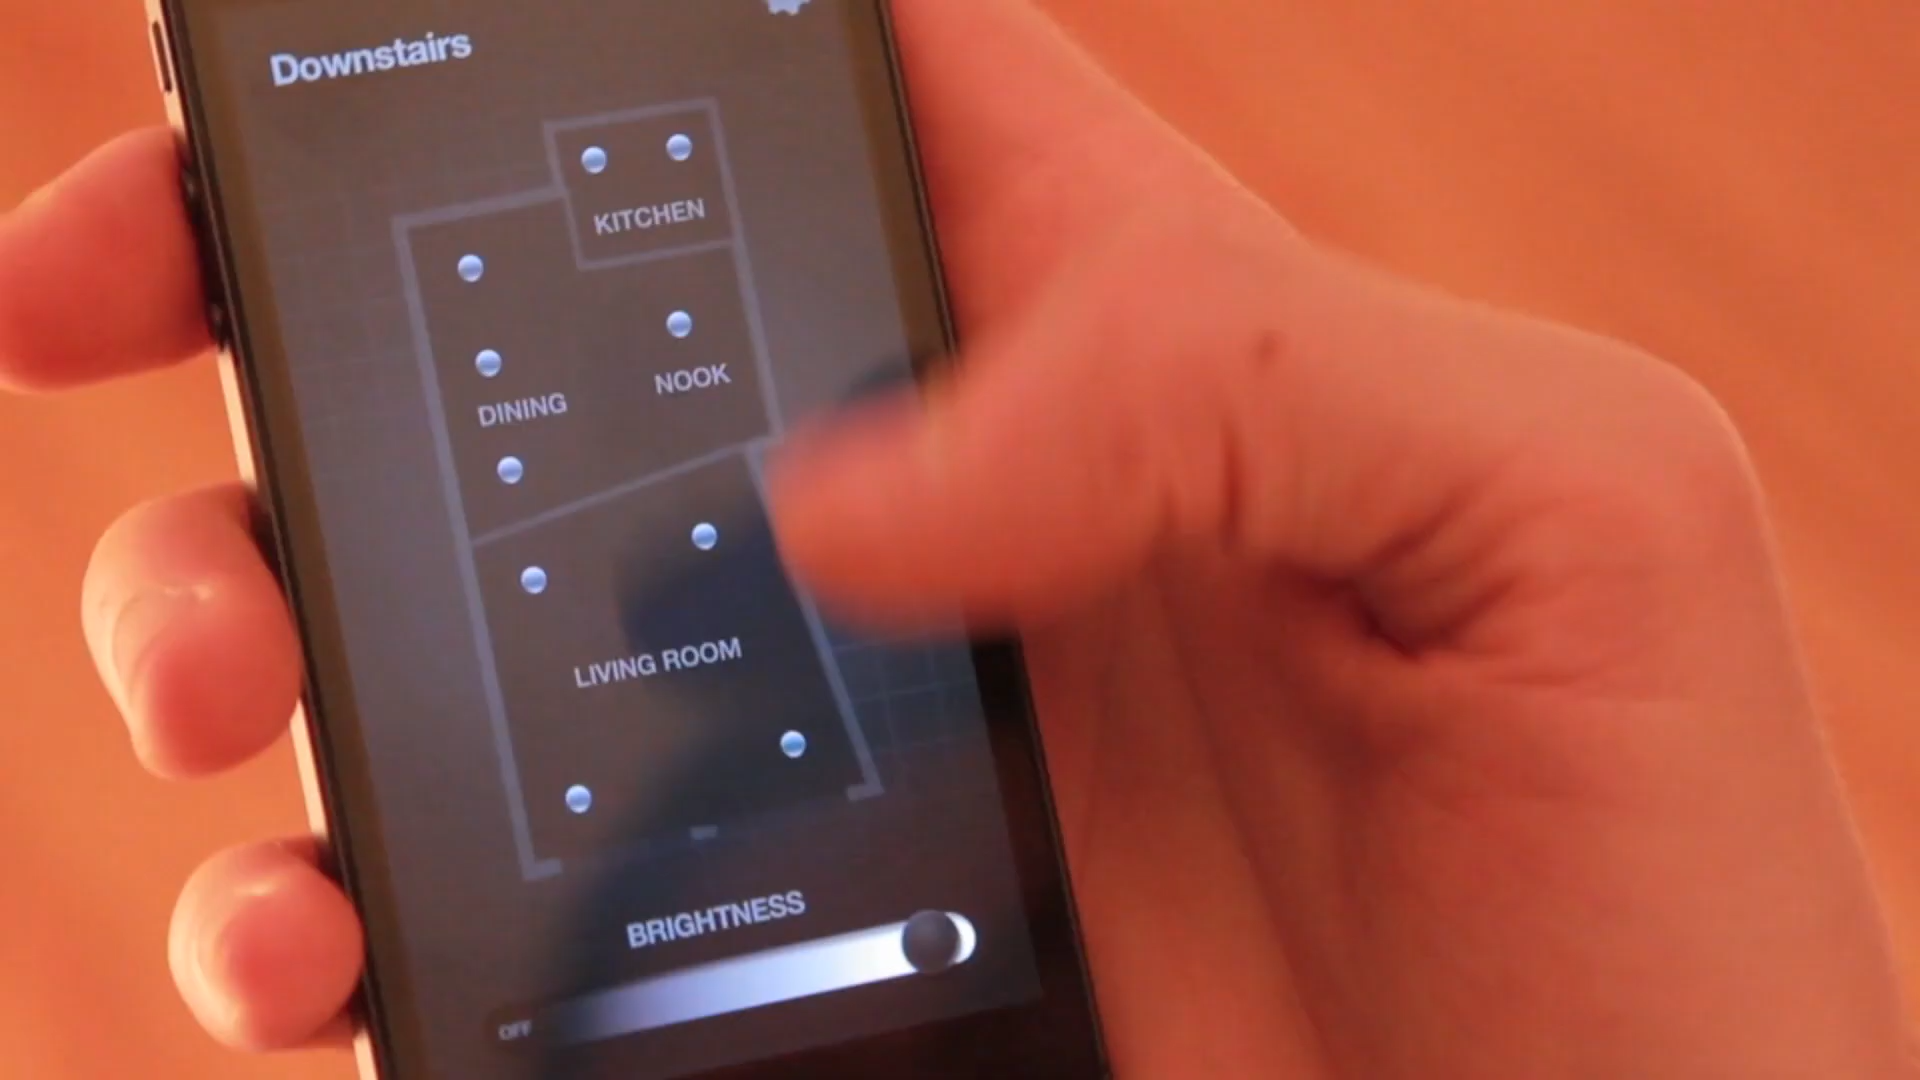 Downstairs
KITCHEN
NOOK
DINING
LIVING ROOM
BRIGHTNESS
OFF